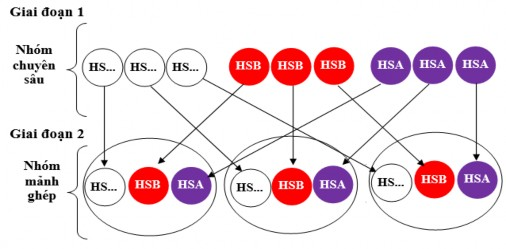 Giai đoạn 1
Nhóm
chuyên
sâu
HS... HS... HS... HSB HSB HSB HSA HSA HSA
Giai đoạn 2
Nhóm
mảnh
ghép
HS... HSB HSA HS... HSB HSA HS... HSB HSA